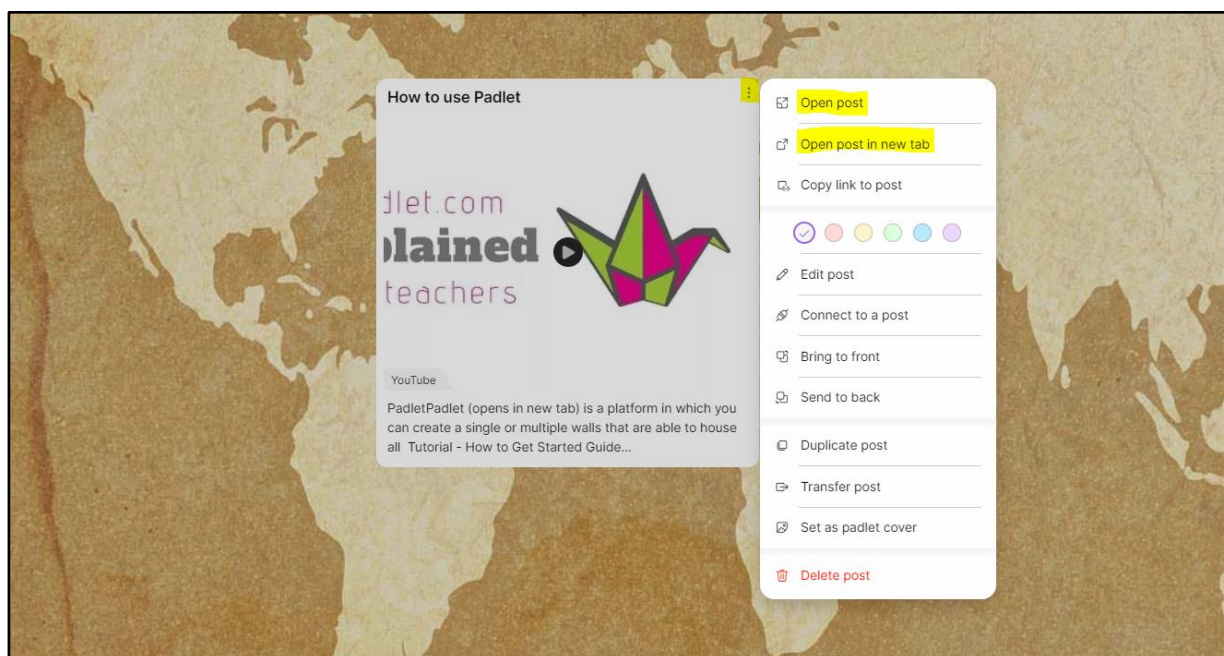 How to use Padlet
dlet.com
plained
teachers
YouTube
PadletPadlet (opens in new tab) is a platform in which you
can create a single or multiple walls that are able to house
all Tutorial - How to Get Started Guide...
Open post
Open post in new tab
Copy link to post
Edit post
Connect to a post
Bring to front
Send to back
Duplicate post
Transfer post
Set as padlet cover
Delete post